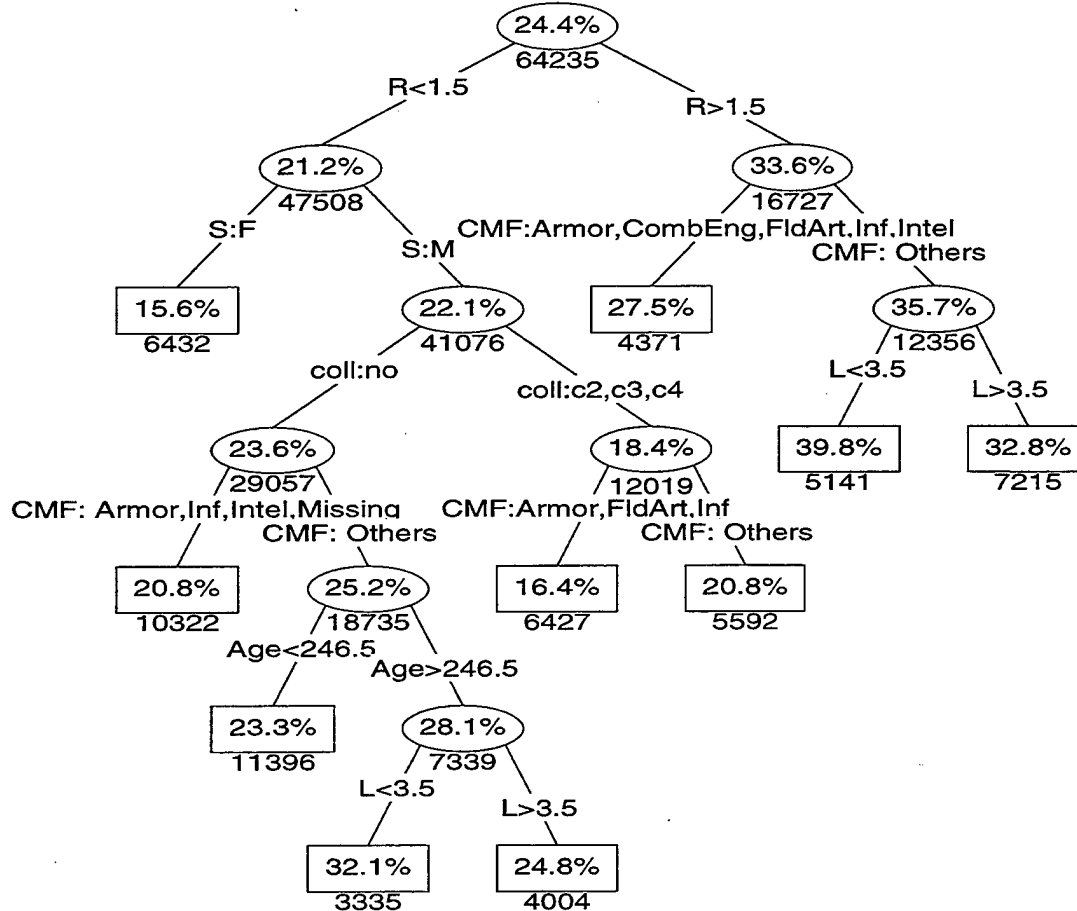 24.4%
64235
R<1.5
R>1.5
21.2%
47508
33.6%
16727
S:F
S:M
CMF:Armor,CombEng,FldArt,Inf,Intel
CMF: Others
15.6%
6432
22.1%
41076
27.5%
4371
35.7%
12356
coll:no
coll:c2,c3,c4
L<3.5
L>3.5
23.6%
29057
18.4%
12019
39.8%
5141
32.8%
7215
CMF: Armor,Inf,Intel,Missing
CMF: Others
CMF:Armor,FldArt,Inf
CMF: Others
20.8%
10322
25.2%
18735
16.4%
6427
20.8%
5592
Age<246.5
Age>246.5
23.3%
11396
28.1%
7339
L<3.5
L>3.5
32.1%
3335
24.8%
4004